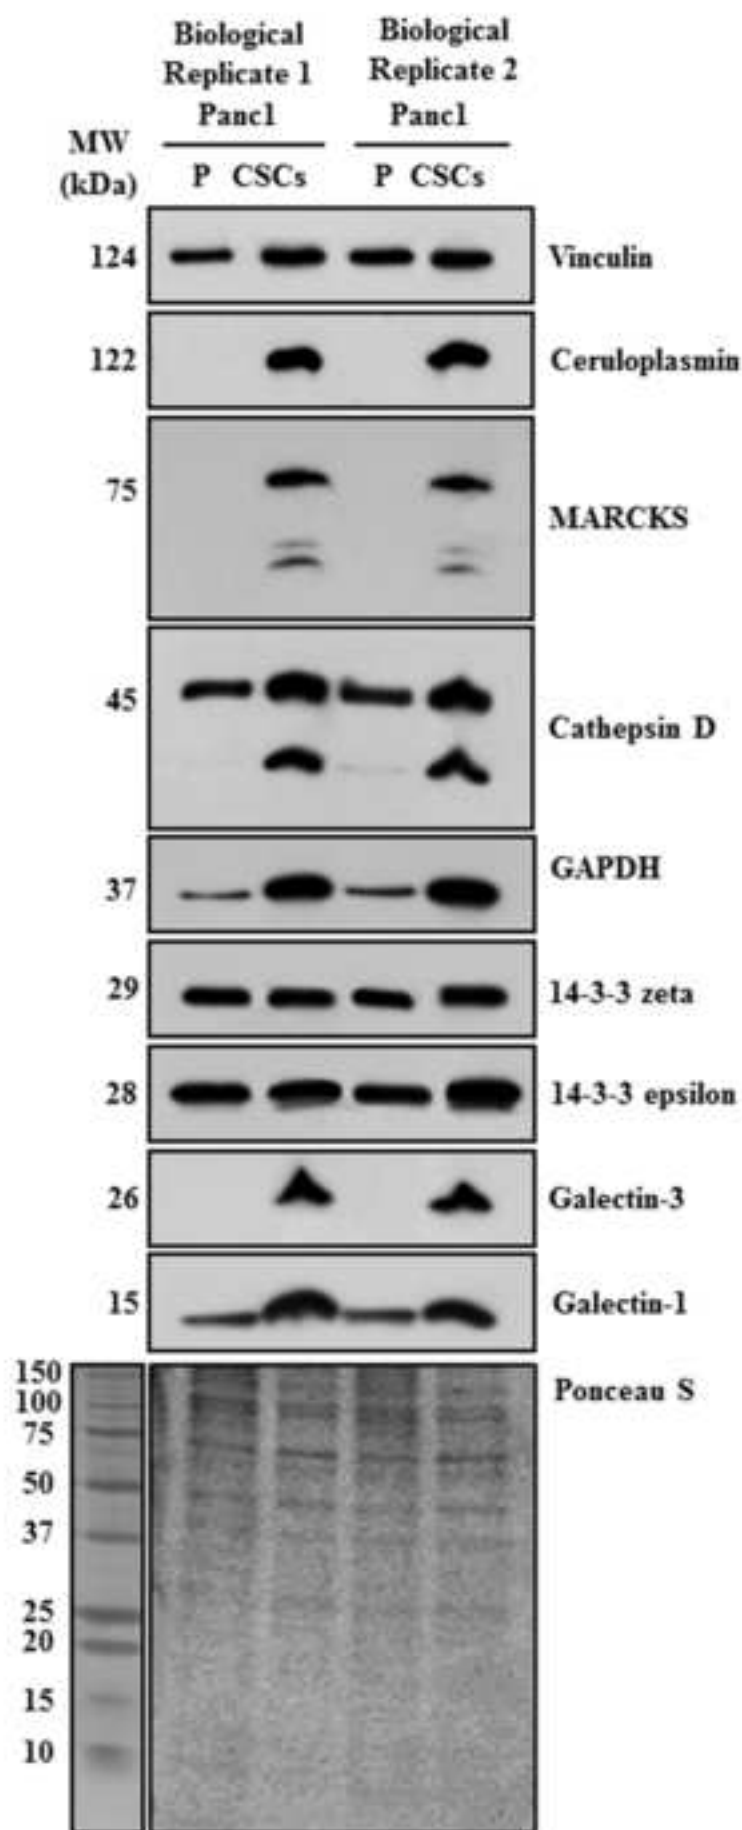 Biological
Replicate 1
Panc1
Biological
Replicate 2
Panc1
MW
(kDa)
P CSCs
P CSCs
124 Vinculin
122 Ceruloplasmin
75 MARCKS
45 Cathepsin D
37 GAPDH
29 14-3-3 zeta
28 14-3-3 epsilon
26 Galectin-3
15 Galectin-1
Ponceau S
150
100
75
50
37
25
20
15
10